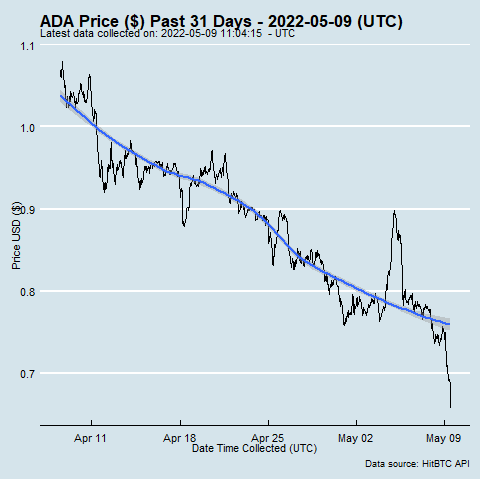 ADA Price ($) Past 31 Days - 2022-05-09 (UTC)
Latest data collected on: 2022-05-09 11:04:15 - UTC
1.1
1.0
0.9
0.8
0.7
Price USD ($)
Apr 11 Apr 18 Apr 25 May 02 May 09
Date Time Collected (UTC)
Data source: HitBTC API